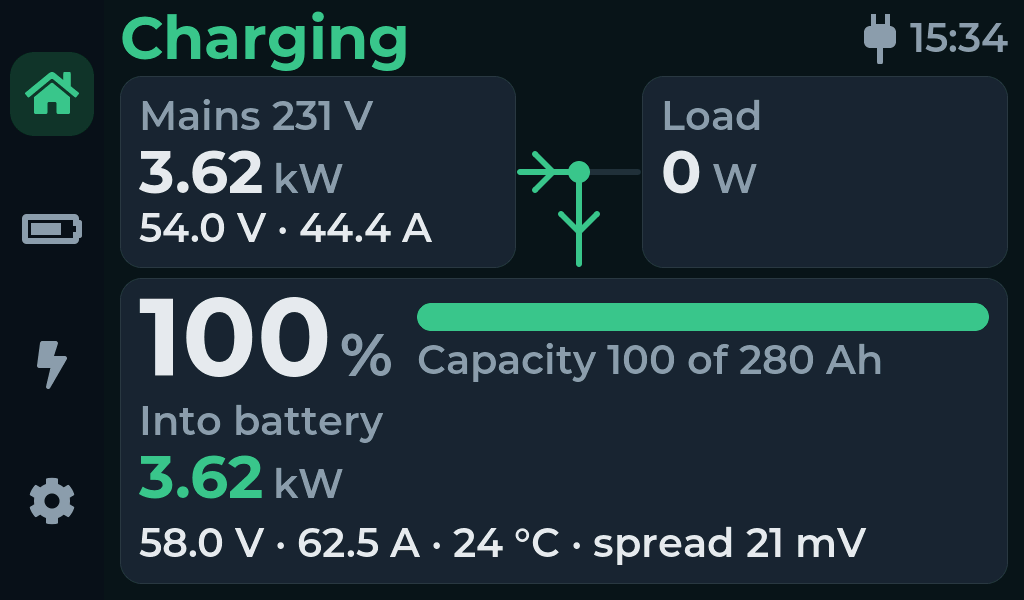 Charging
15:34
Mains 231 V
3.62 kW
54.0 V · 44.4 A
Load
0 W
100 %
Capacity 100 of 280 Ah
Into battery
3.62 kW
58.0 V · 62.5 A · 24 °C · spread 21 mV